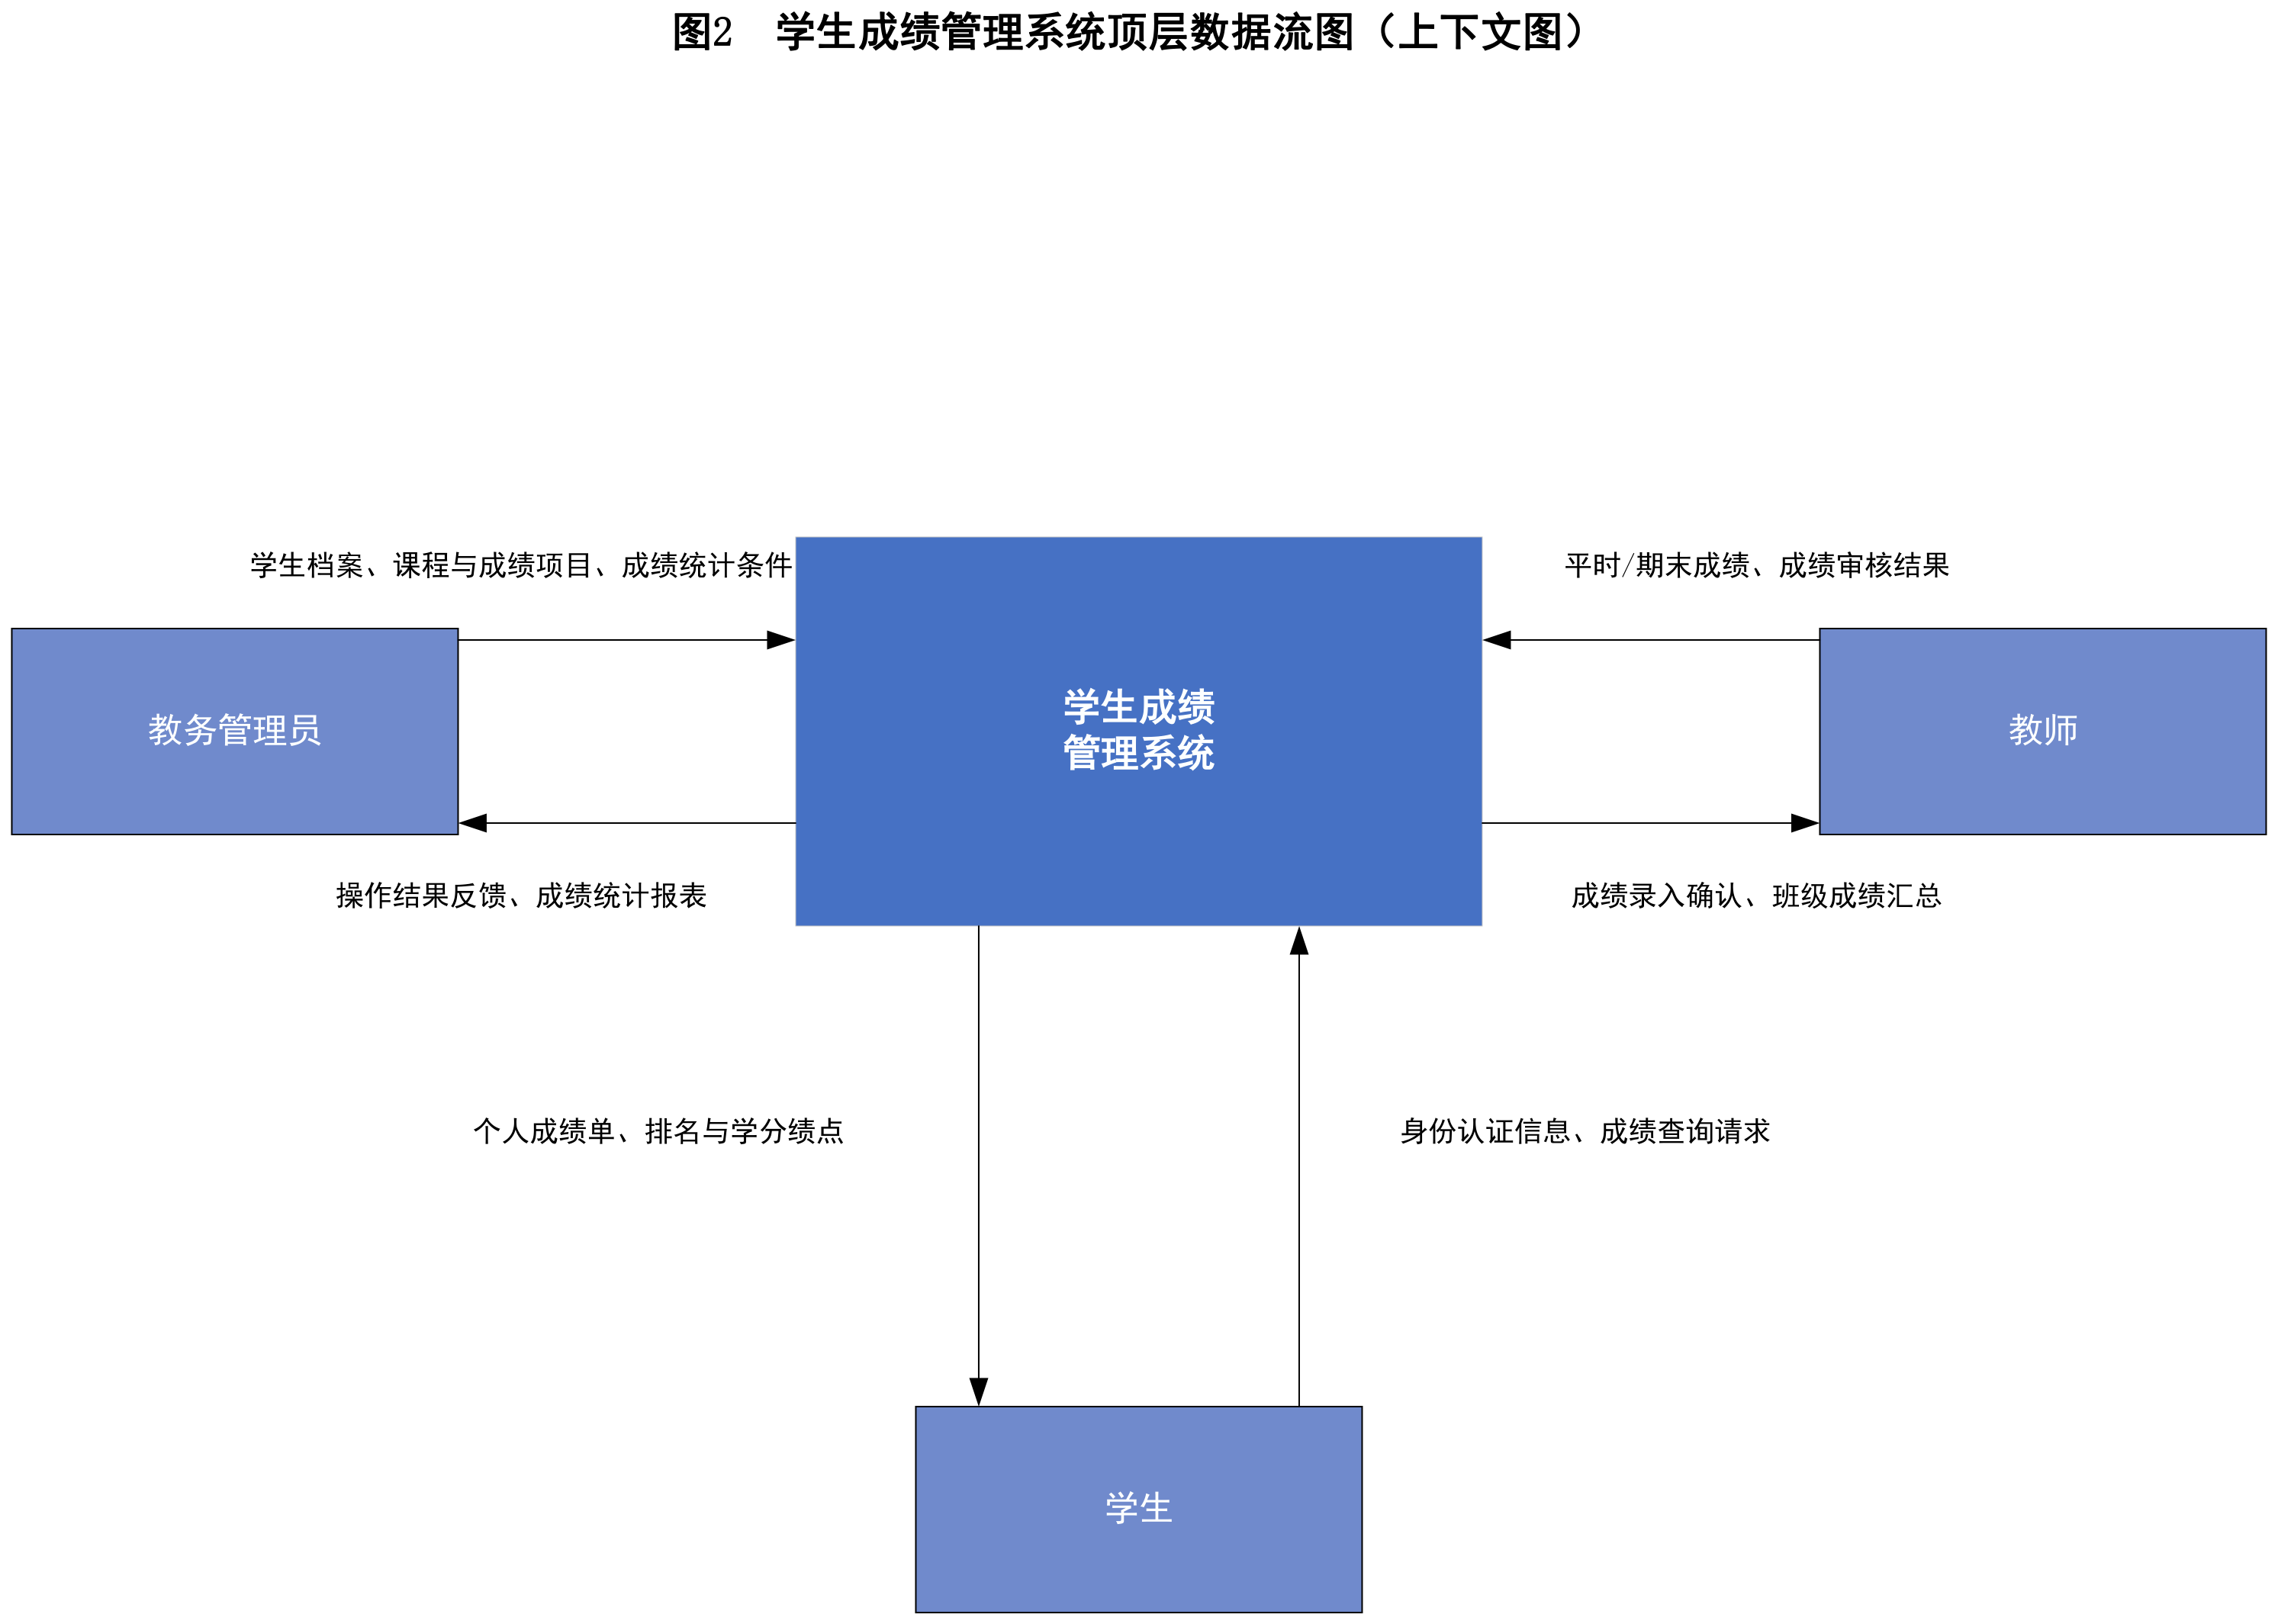 图2　学生成绩管理系统顶层数据流图（上下文图）
学生档案、课程与成绩项目、成绩统计条件
平时/期末成绩、成绩审核结果
教务管理员
学生成绩
管理系统
教师
操作结果反馈、成绩统计报表
成绩录入确认、班级成绩汇总
个人成绩单、排名与学分绩点
身份认证信息、成绩查询请求
学生